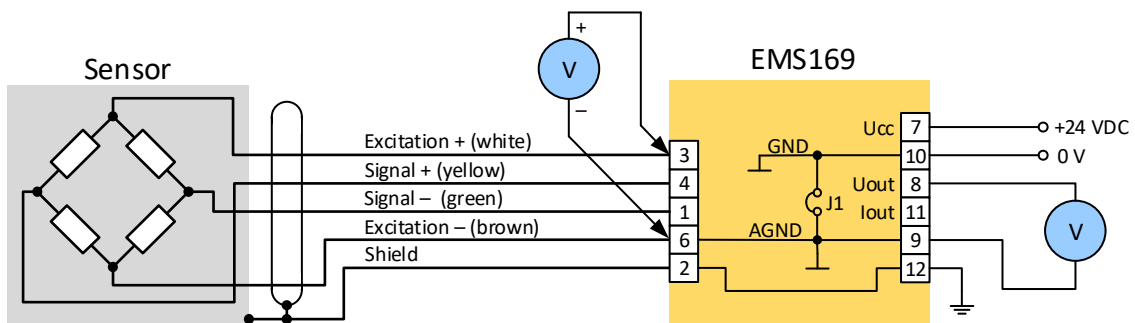 Sensor
+
V
–
EMS169
Excitation + (white)
Signal + (yellow)
Signal – (green)
Excitation – (brown)
Shield
3
4
1
6
2
GND
AGND
J1
Ucc
Uout
Iout
7
10
8
11
9
12
+24 VDC
0 V
V